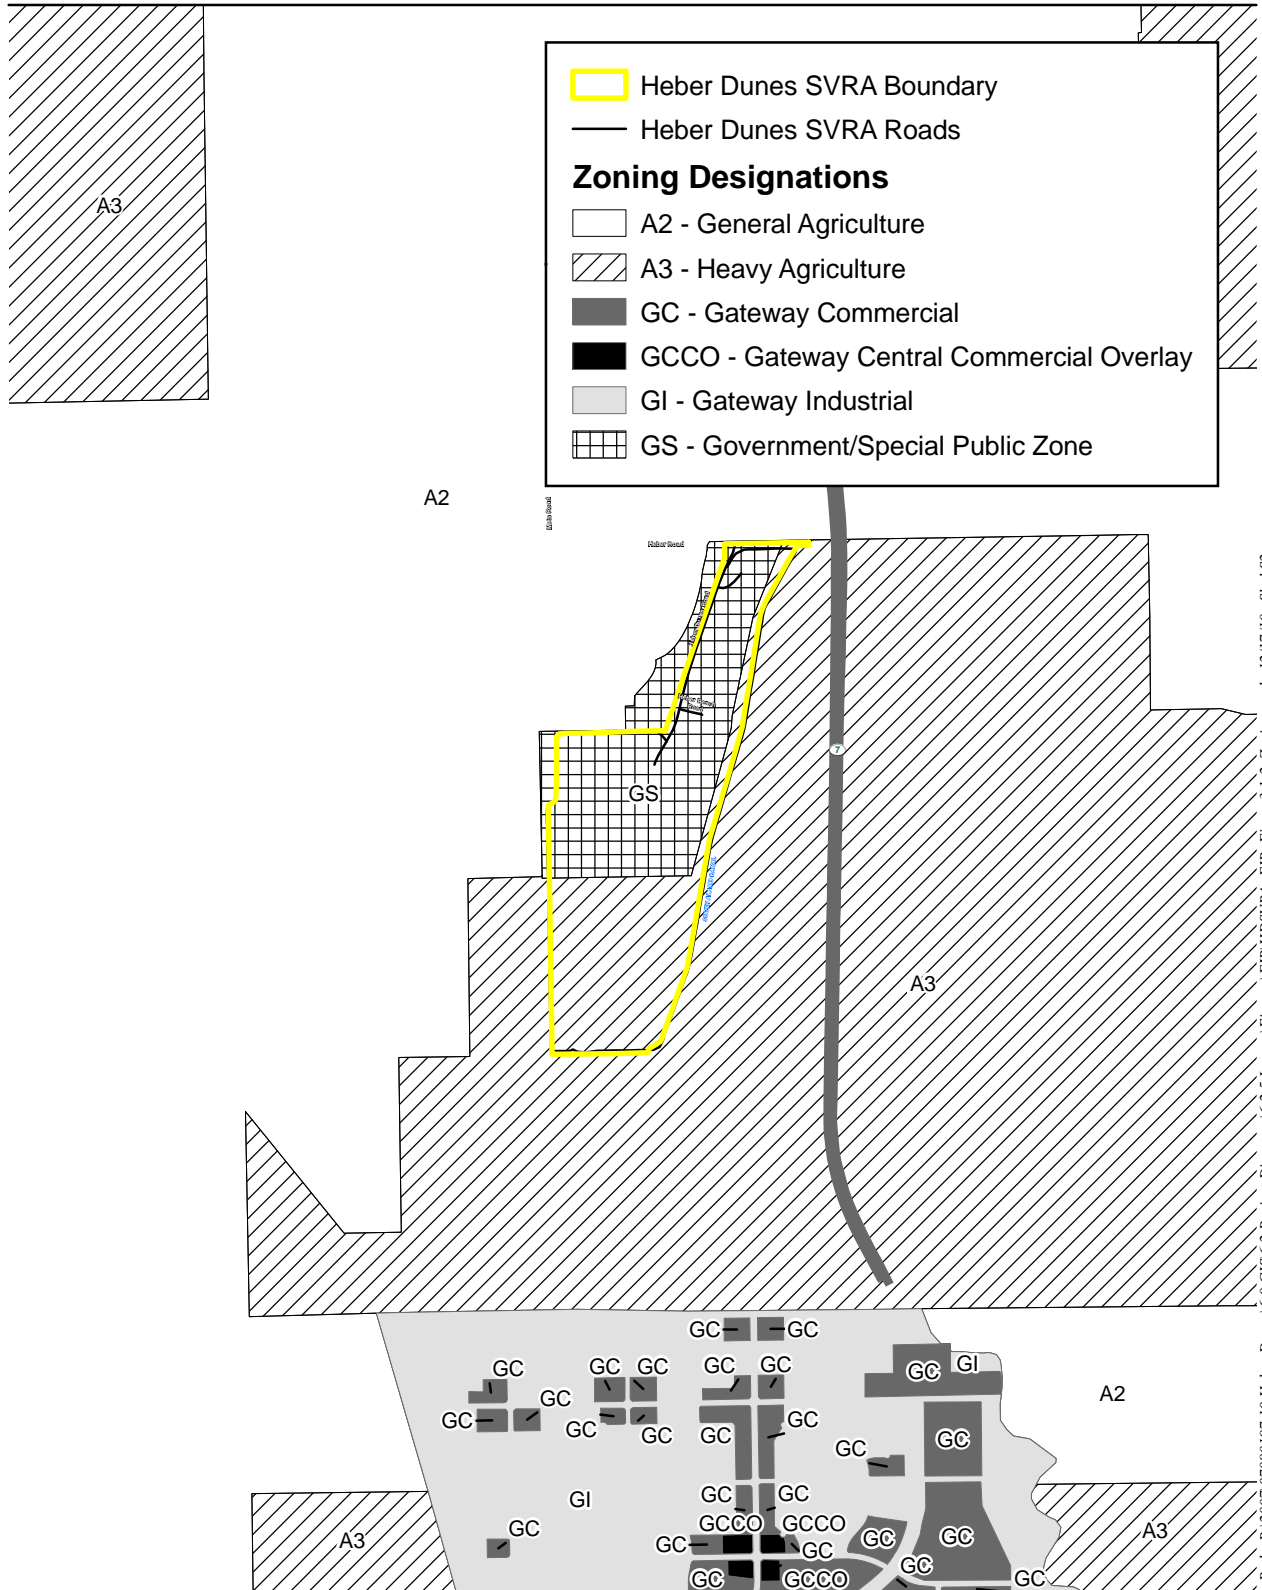 Heber Dunes SVRA Boundary
Heber Dunes SVRA Roads
Zoning Designations
A2 - General Agriculture
A3 - Heavy Agriculture
GC - Gateway Commercial
GCCO - Gateway Central Commercial Overlay
GI - Gateway Industrial
GS - Government/Special Public Zone
A3
A2
Heber Road
7
GS
A3
GC
GC
GC
GC
GC
GC
GC
GC
GI
A2
GC
GC
GC
GC
GC
GC
GC
GC
GC
GC
GI
GC
GCCO
GCCO
A3
GC
GC
GC
GC
A3
GC
GC
GCCO
GC